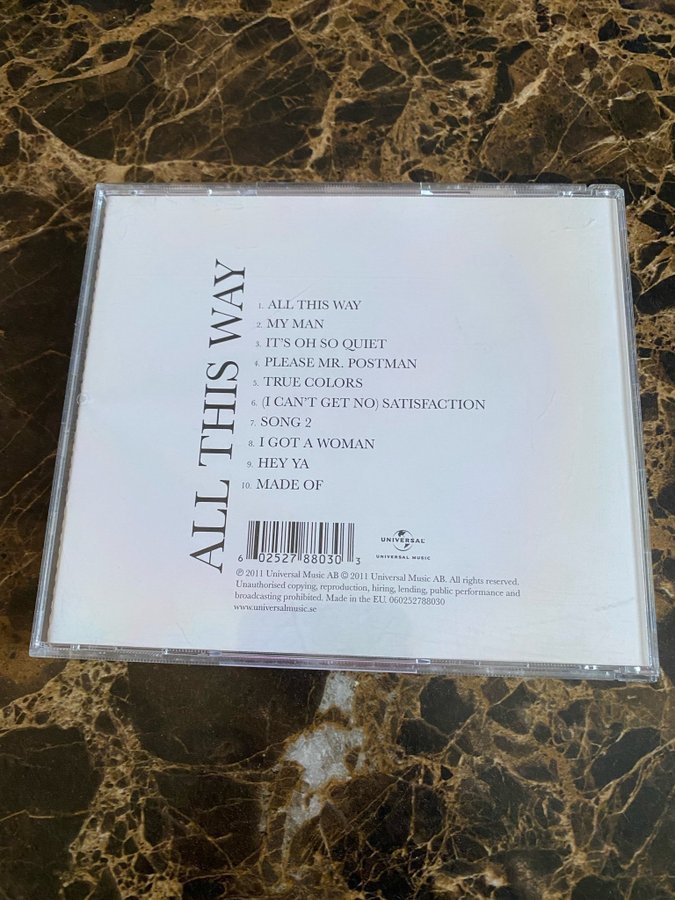 ALL THIS WAY
1. ALL THIS WAY
2. MY MAN
3. IT'S OH SO QUIET
4. PLEASE MR. POSTMAN
5. TRUE COLORS
6. (I CAN'T GET NO) SATISFACTION
7. SONG 2
8. I GOT A WOMAN
9. HEY YA
10. MADE OF
6 02527 88030 3
UNIVERSAL
UNIVERSAL MUSIC
℗ 2011 Universal Music AB © 2011 Universal Music AB. All rights reserved.
Unauthorised copying, reproduction, hiring, lending, public performance and
broadcasting prohibited. Made in the EU. 060252788030
www.universalmusic.se